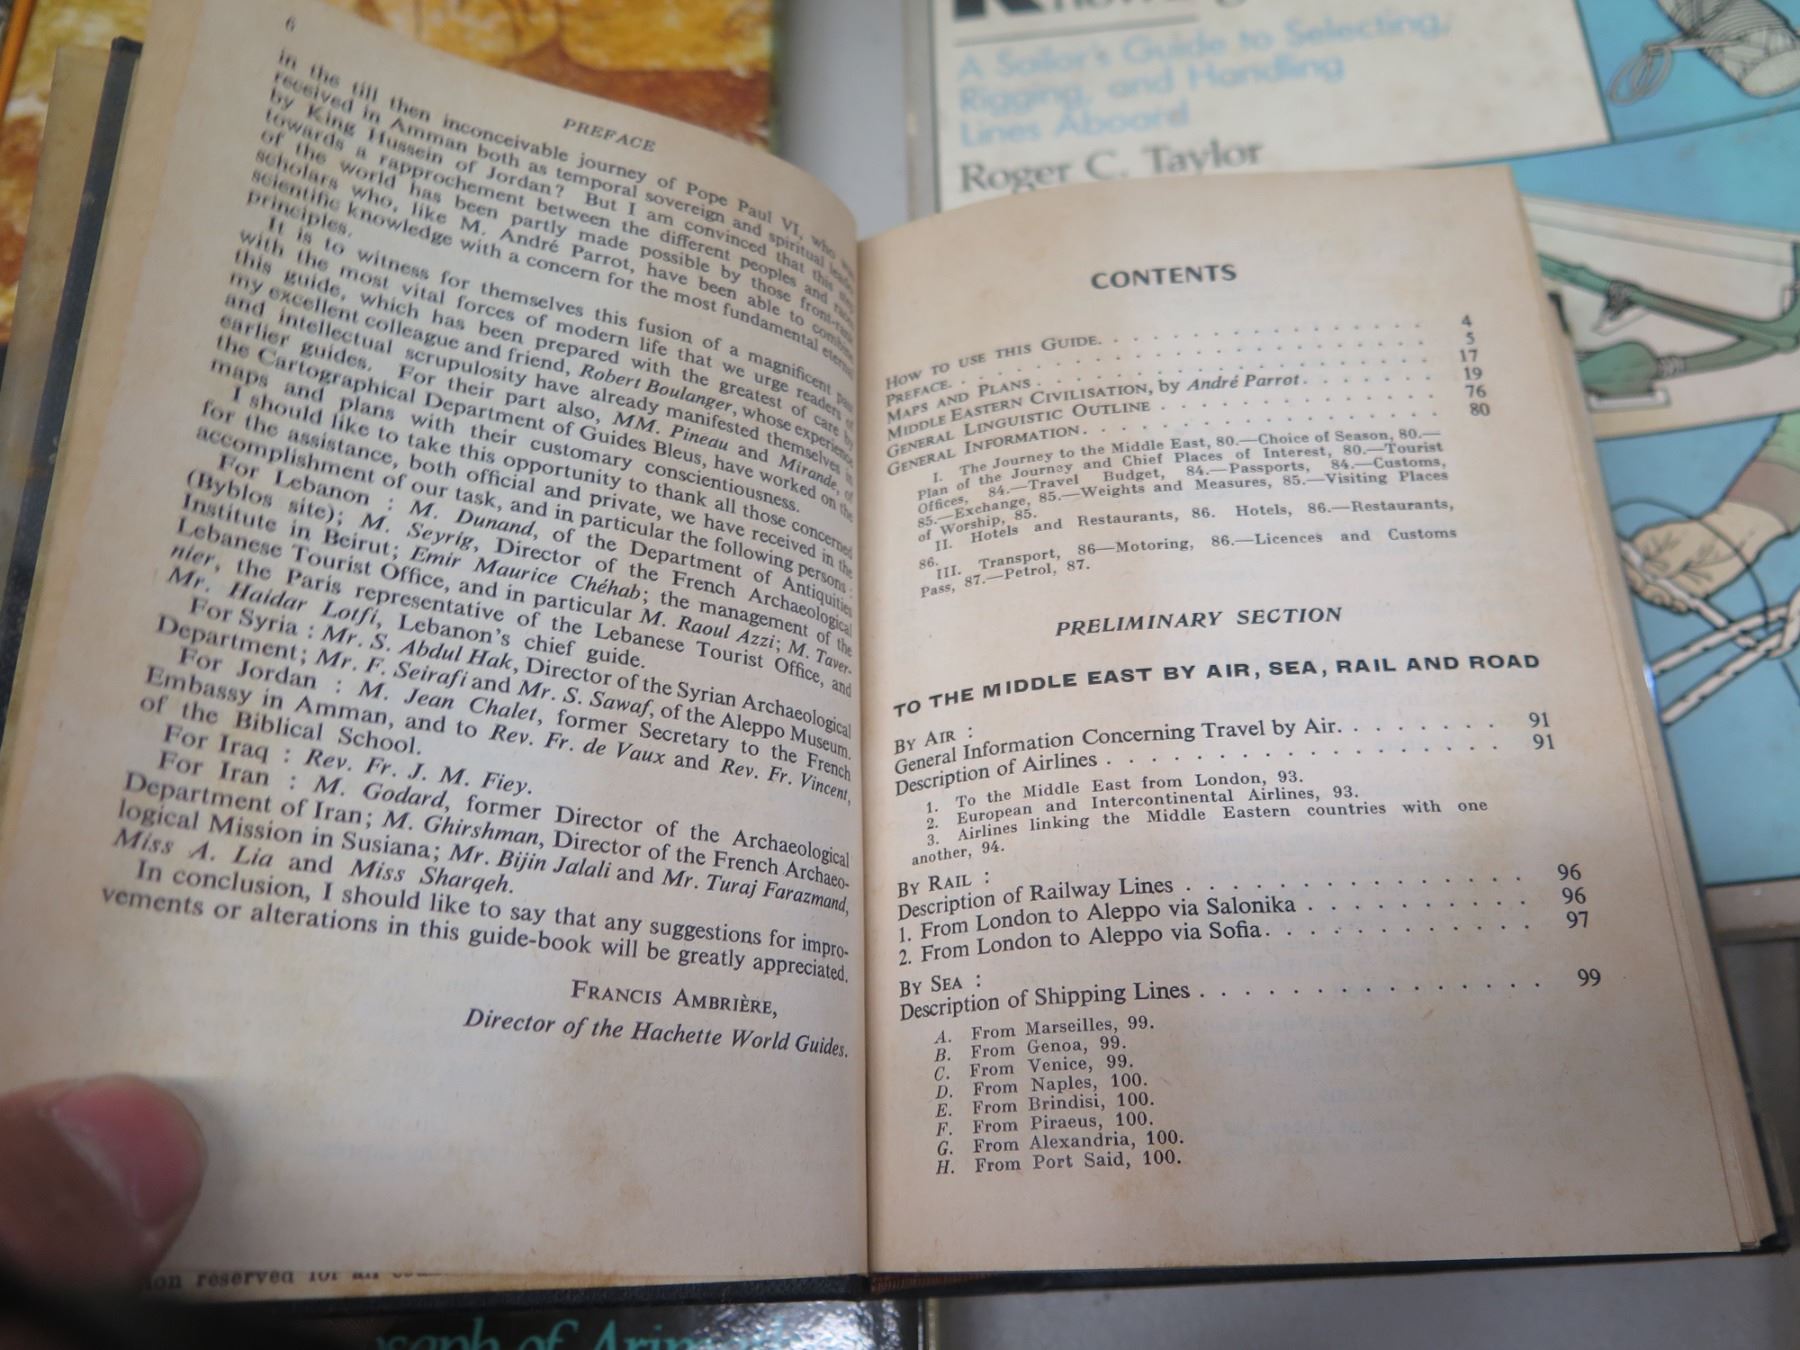 Knowing
A Sailor's Guide to Selecting,
Rigging, and Handling
Lines Aboard
Roger C. Taylor
6
PREFACE
in the till then inconceivable journey of Pope Paul VI, who was
received in Amman both as temporal sovereign and spiritual leader
by King Hussein of Jordan? But I am convinced that this step
towards a rapprochement between the different peoples and races
of the world has been partly made possible by those front-rank
scholars who, like M. André Parrot, have been able to combine
scientific knowledge with a concern for the most fundamental eternal
principles.
It is to witness for themselves this fusion of a magnificent past
with the most vital forces of modern life that we urge readers of
this guide, which has been prepared with the greatest of care by
my excellent colleague and friend, Robert Boulanger, whose experience
and intellectual scrupulosity have already manifested themselves in
earlier guides. For their part also, MM. Pineau and Mirande, of
the Cartographical Department of Guides Bleus, have worked on the
maps and plans with their customary conscientiousness.
I should like to take this opportunity to thank all those concerned
for the assistance, both official and private, we have received in the
accomplishment of our task, and in particular the following persons:
For Lebanon : M. Dunand, of the Department of Antiquities
(Byblos site); M. Seyrig, Director of the French Archaeological
Institute in Beirut; Emir Maurice Chéhab; the management of the
Lebanese Tourist Office, and in particular M. Raoul Azzi; M. Taver-
nier, the Paris representative of the Lebanese Tourist Office, and
Mr. Haidar Lotfi, Lebanon's chief guide.
For Syria : Mr. S. Abdul Hak, Director of the Syrian Archaeological
Department; Mr. F. Seirafi and Mr. S. Sawaf, of the Aleppo Museum.
For Jordan : M. Jean Chalet, former Secretary to the French
Embassy in Amman, and to Rev. Fr. de Vaux and Rev. Fr. Vincent,
of the Biblical School.
For Iraq : Rev. Fr. J. M. Fiey.
For Iran : M. Godard, former Director of the Archaeological
Department of Iran; M. Ghirshman, Director of the French Archaeo-
logical Mission in Susiana; Mr. Bijin Jalali and Mr. Turaj Farazmand,
Miss A. Lia and Miss Sharqeh.
In conclusion, I should like to say that any suggestions for impro-
vements or alterations in this guide-book will be greatly appreciated.
FRANCIS AMBRIÈRE,
Director of the Hachette World Guides.
CONTENTS
HOW TO USE THIS GUIDE. . . . . . . . . . . . . . 4
PREFACE. . . . . . . . . . . . . . . . . . 5
MAPS AND PLANS . . . . . . . . . . . . . . . . 17
MIDDLE EASTERN CIVILISATION, by André Parrot. . . . . . . 19
GENERAL LINGUISTIC OUTLINE . . . . . . . . . . . . 76
GENERAL INFORMATION. . . . . . . . . . . . . . . 80
I. The Journey to the Middle East, 80.—Choice of Season, 80.—
Plan of the Journey and Chief Places of Interest, 80.—Tourist
Offices, 84.—Travel Budget, 84.—Passports, 84.—Customs,
85.—Exchange, 85.—Weights and Measures, 85.—Visiting Places
of Worship, 85.
II. Hotels and Restaurants, 86. Hotels, 86.—Restaurants,
86.
III. Transport, 86—Motoring, 86.—Licences and Customs
Pass, 87.—Petrol, 87.
PRELIMINARY SECTION
TO THE MIDDLE EAST BY AIR, SEA, RAIL AND ROAD
BY AIR :
General Information Concerning Travel by Air. . . . . . . . 91
Description of Airlines . . . . . . . . . . . . . . . 91
1. To the Middle East from London, 93.
2. European and Intercontinental Airlines, 93.
3. Airlines linking the Middle Eastern countries with one
another, 94.
BY RAIL :
Description of Railway Lines . . . . . . . . . . . . . 96
1. From London to Aleppo via Salonika . . . . . . . . . . 96
2. From London to Aleppo via Sofia. . . . . . . . . . . . 97
BY SEA :
Description of Shipping Lines . . . . . . . . . . . . . 99
A. From Marseilles, 99.
B. From Genoa, 99.
C. From Venice, 99.
D. From Naples, 100.
E. From Brindisi, 100.
F. From Piraeus, 100.
G. From Alexandria, 100.
H. From Port Said, 100.
reserved for all
of